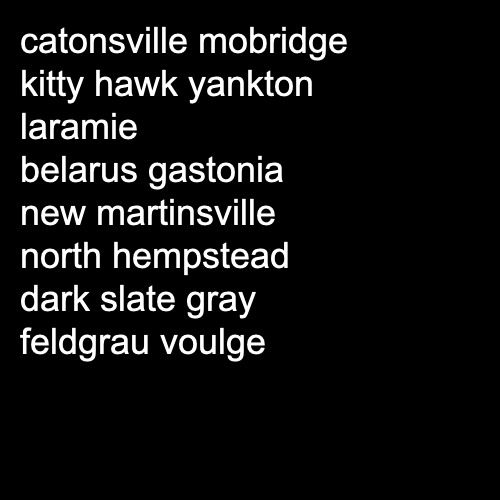 catonsville mobridge
kitty hawk yankton
laramie
belarus gastonia
new martinsville
north hempstead
dark slate gray
feldgrau voulge